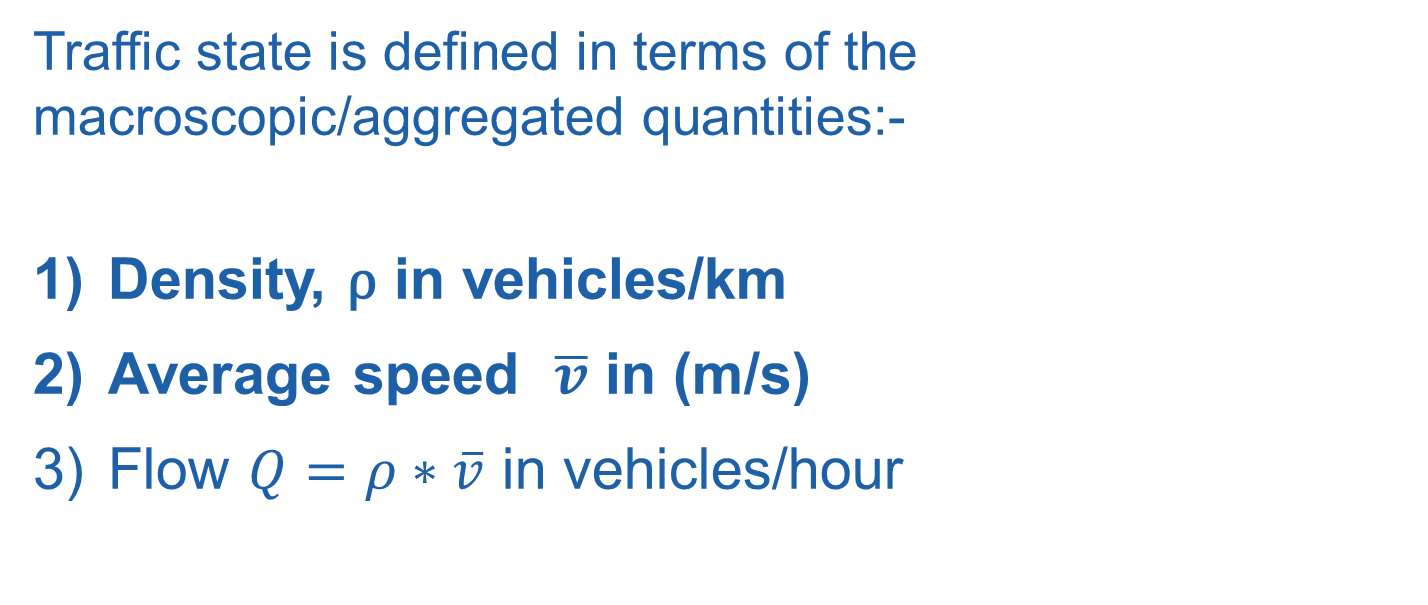 Traffic state is defined in terms of the
macroscopic/aggregated quantities:-
1) Density, ρ in vehicles/km
2) Average speed v̅ in (m/s)
3) Flow Q = ρ * v̅ in vehicles/hour